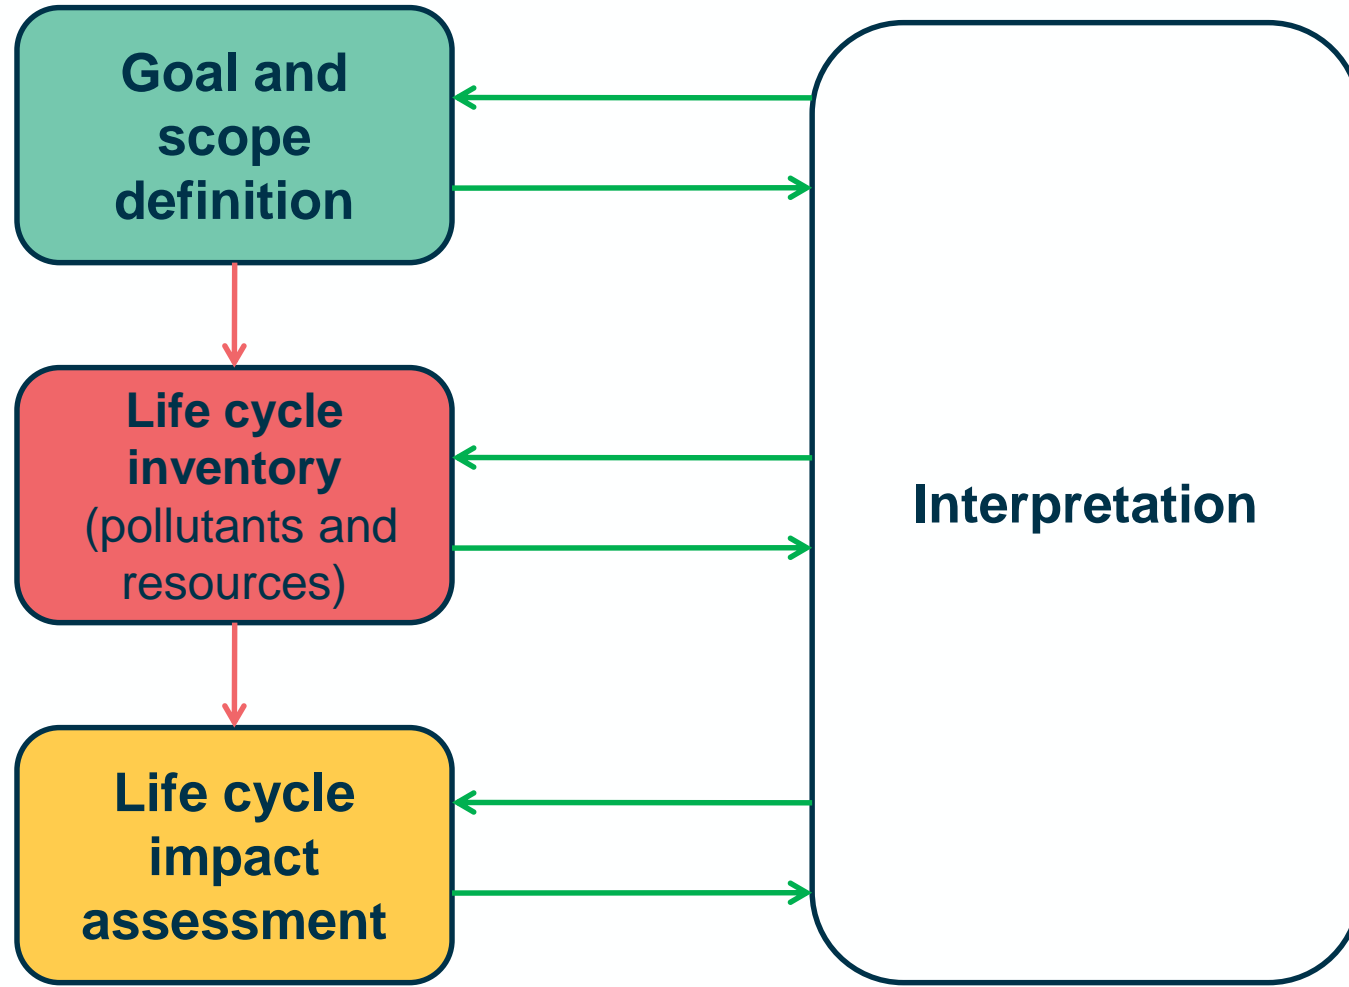 Goal and
scope
definition
Life cycle
inventory
(pollutants and
resources)
Interpretation
Life cycle
impact
assessment